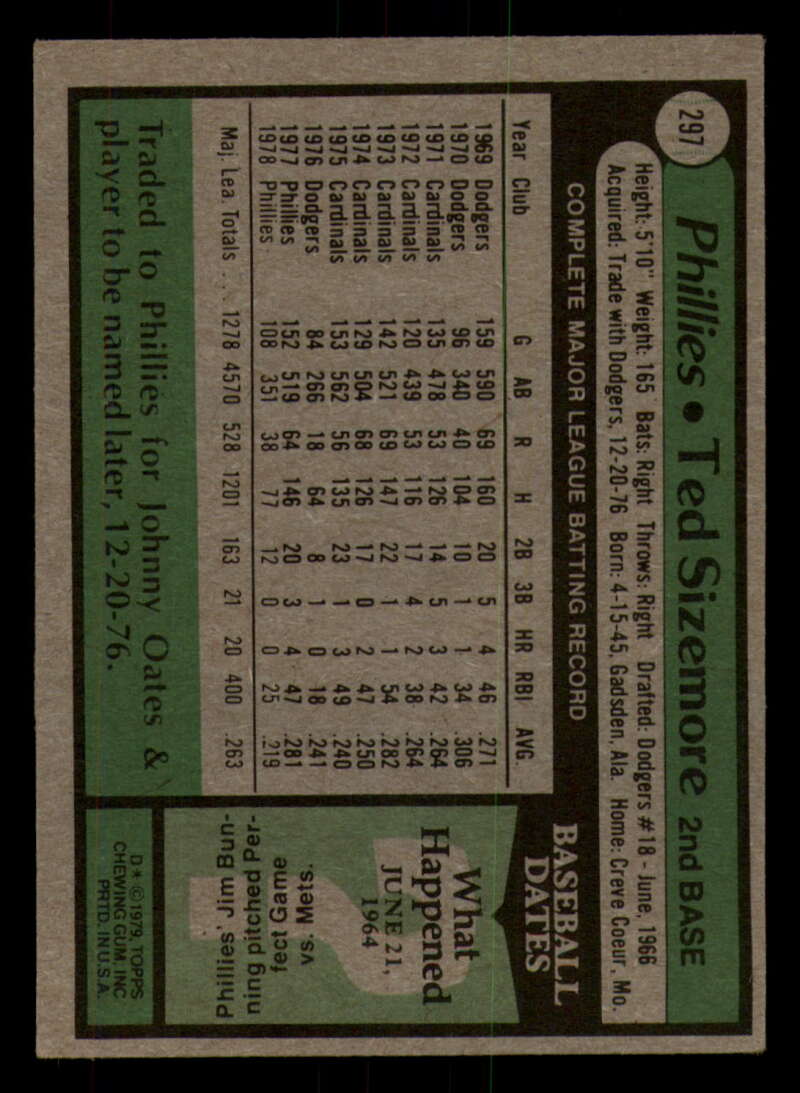 297
Phillies • Ted Sizemore 2nd BASE
Height: 5'10" Weight: 165 Bats: Right Throws: Right Drafted: Dodgers #18 - June, 1966
Acquired: Trade with Dodgers, 12-20-76 Born: 4-15-45, Gadsden, Ala. Home: Creve Coeur, Mo.
COMPLETE MAJOR LEAGUE BATTING RECORD
Year Club G AB R H 2B 3B HR RBI AVG.
1969 Dodgers 159 590 69 160 20 5 4 46 .271
1970 Dodgers 96 340 40 104 10 1 1 34 .306
1971 Cardinals 135 478 53 126 14 5 3 42 .264
1972 Cardinals 120 439 53 116 17 4 2 38 .264
1973 Cardinals 142 521 69 147 22 1 1 54 .282
1974 Cardinals 129 504 68 126 17 0 2 47 .250
1975 Cardinals 153 562 56 135 23 1 3 49 .240
1976 Dodgers 84 266 18 64 8 1 0 18 .241
1977 Phillies 152 519 64 146 20 3 4 47 .281
1978 Phillies 108 351 38 77 12 0 0 25 .219
Maj. Lea. Totals . . . 1278 4570 528 1201 163 21 20 400 .263
Traded to Phillies for Johnny Oates &
player to be named later, 12-20-76.
BASEBALL
DATES
What
Happened
JUNE 21,
1964
Phillies' Jim Bun-
ning pitched Per-
fect Game
vs. Mets.
D * © 1979, TOPPS
CHEWING GUM, INC
PRTD. IN U.S.A.